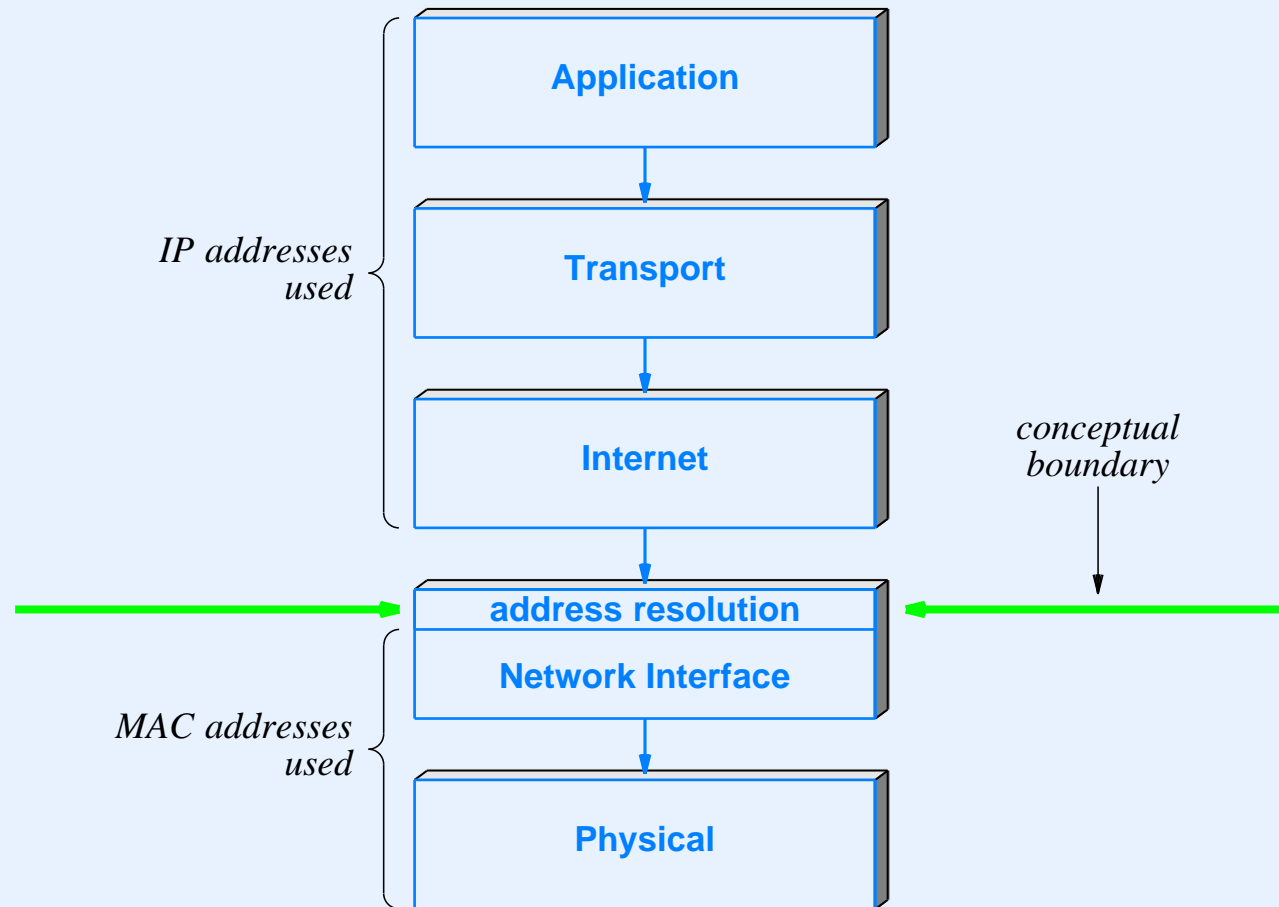 Application
IP addresses
used
Transport
Internet
conceptual
boundary
address resolution
Network Interface
MAC addresses
used
Physical